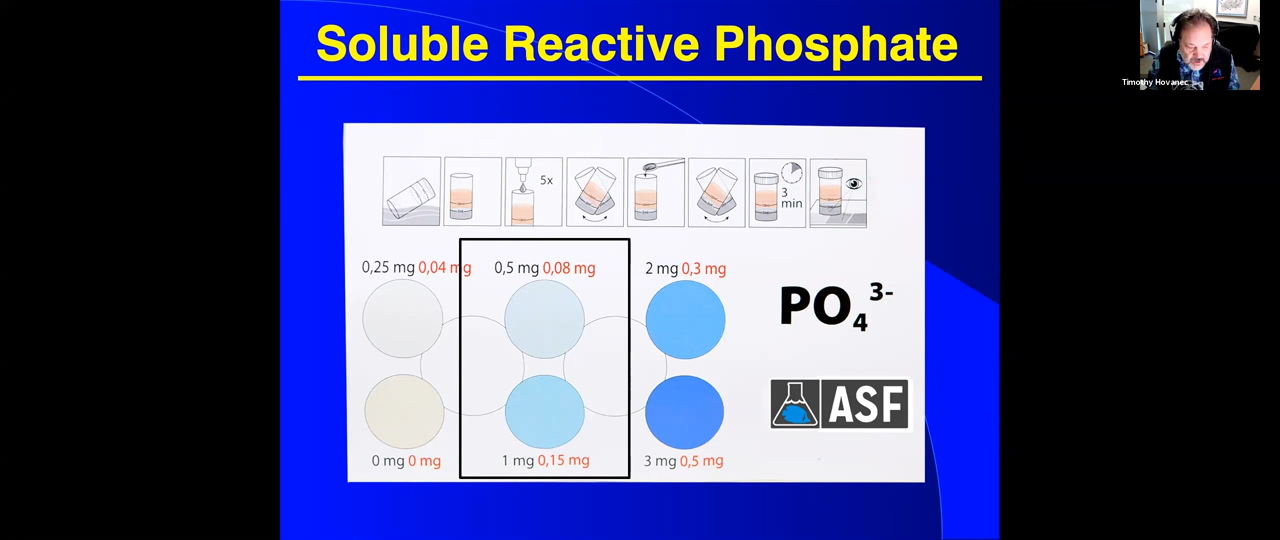 Soluble Reactive Phosphate
Timothy Hovanec
5x
3
min
0,25 mg 0,04 mg
0,5 mg 0,08 mg
2 mg 0,3 mg
PO₄³⁻
ASF
0 mg 0 mg
1 mg 0,15 mg
3 mg 0,5 mg